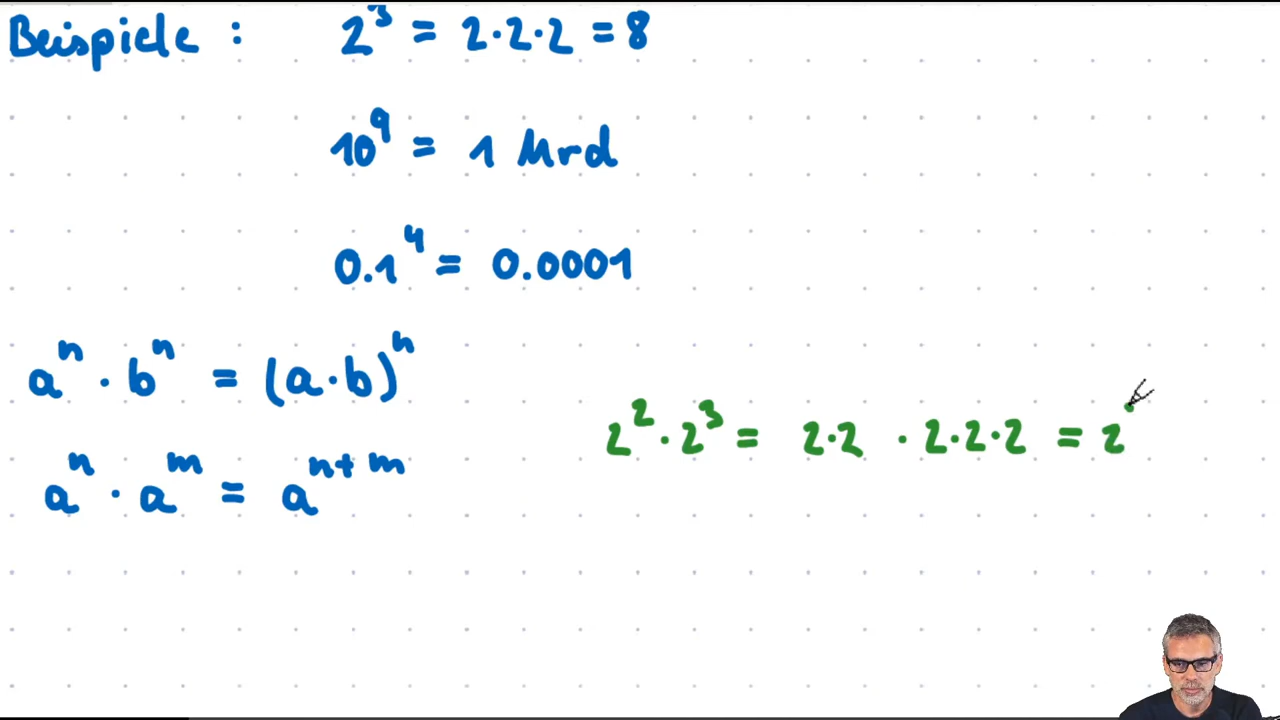 Beispiele : 2³ = 2·2·2 = 8
10⁹ = 1 Mrd
0.1⁴ = 0.0001
aⁿ · bⁿ = (a·b)ⁿ
2² · 2³ = 2·2 · 2·2·2 = 2
aⁿ · aᵐ = aⁿ⁺ᵐ